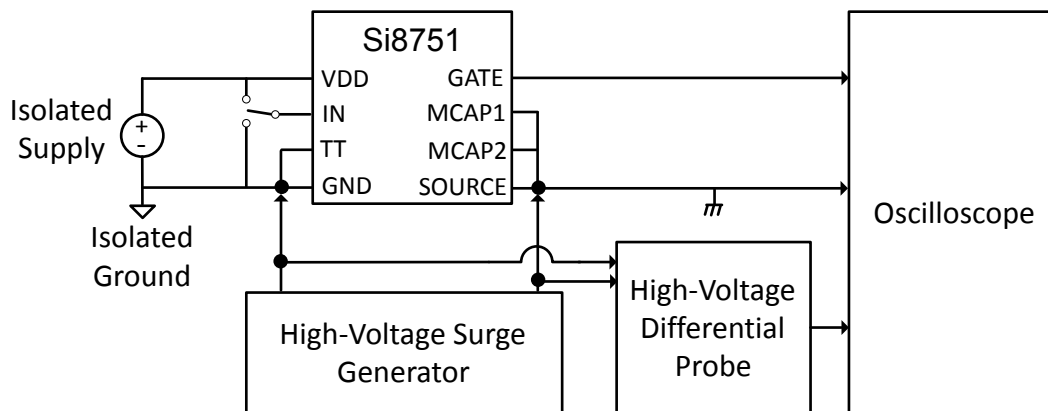 Si8751
VDD
GATE
IN
MCAP1
TT
MCAP2
GND
SOURCE
Isolated
Supply
+
-
Isolated
Ground
High-Voltage Surge
Generator
High-Voltage
Differential
Probe
Oscilloscope